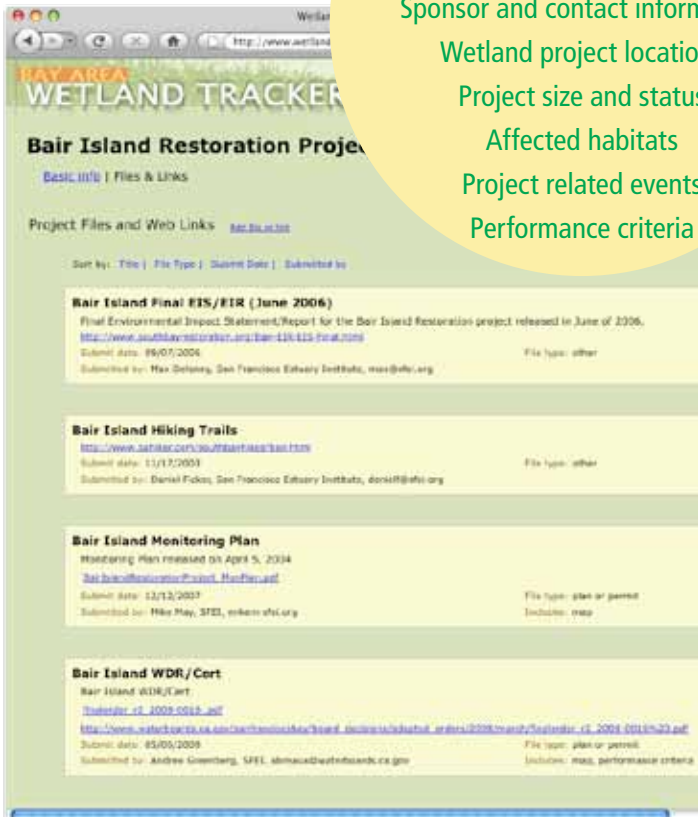 Sponsor and contact inform
Wetland project locatio
Project size and status
Affected habitats
Project related events
Performance criteria
Wetlan
http://www.wetland
BAY AREA
WETLAND TRACKER
Bair Island Restoration Projec
Basic info | Files & Links
Project Files and Web Links
Sort by: Title | File Type | Submit Date | Submitted by
Bair Island Final EIS/EIR (June 2006)
Final Environmental Impact Statement/Report for the Bair Island Restoration project released in June of 2006.
Submit date: 09/07/2006 File type: other
Submitted by: Max Delaney, San Francisco Estuary Institute,
Bair Island Hiking Trails
Submit date: 11/17/2003 File type: other
Submitted by: Daniel San Francisco Estuary Institute,
Bair Island Monitoring Plan
Monitoring Plan released on April 5, 2004
Submit date: 12/12/2007 File type: plan or permit
Submitted by: Mike May, SFEI, Includes: map
Bair Island WDR/Cert
Bair Island WDR/Cert
Submit date: 05/05/2008 File type: plan or permit
Submitted by: Andree Greenberg, SFEI, Includes: map, performance criteria